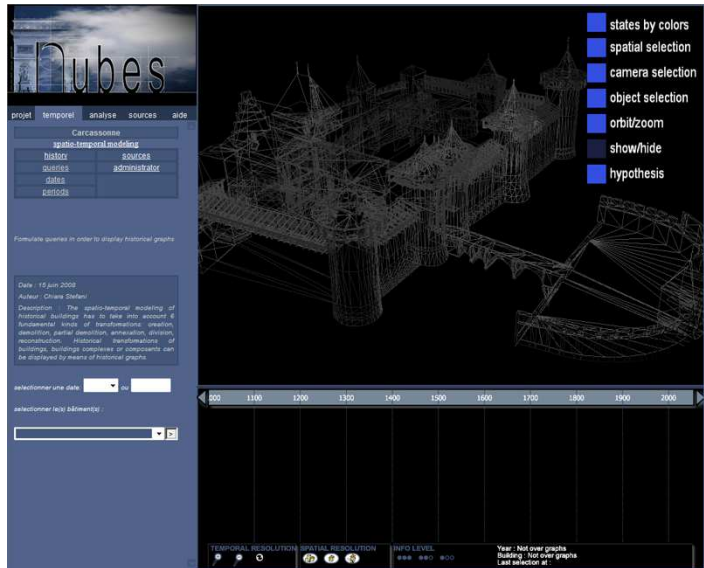 nubes
projet temporel analyse sources aide
Carcassonne
spatio-temporal modeling
history sources
queries administrator
dates
periods
Formulate queries in order to display historical graphs
Date : 15 juin 2008
Auteur : Chiara Stefani
Description : The spatio-temporal modeling of
historical buildings has to take into account 6
fundamental kinds of transformations: creation,
demolition, partial demolition, annexation, division,
reconstruction. Historical transformations of
buildings, buildings complexes or composants can
be displayed by means of historical graphs.
selectionner une date: ou
selectionner le(s) bâtiment(s) :
>
states by colors
spatial selection
camera selection
object selection
orbit/zoom
show/hide
hypothesis
000 1100 1200 1300 1400 1500 1600 1700 1800 1900 2000
TEMPORAL RESOLUTION SPATIAL RESOLUTION INFO LEVEL
Year : Not over graphs
Building : Not over graphs
Last selection at :